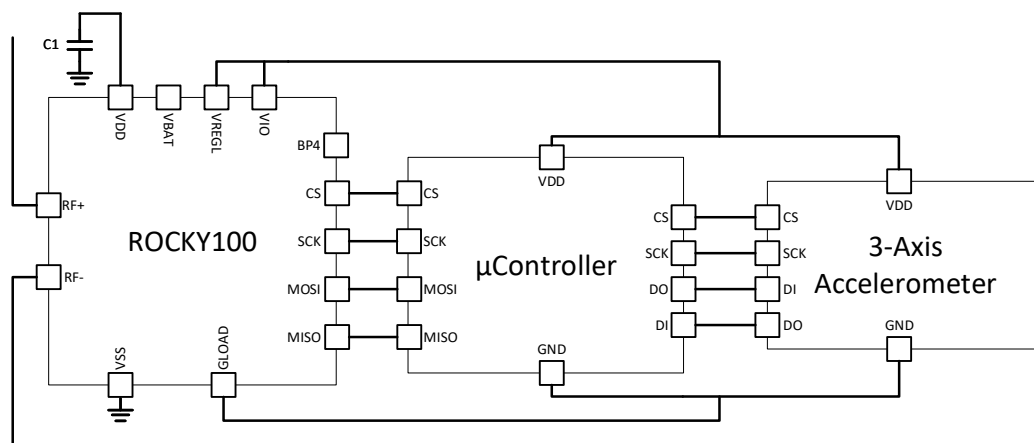 C1
VDD
VBAT
VREGL
VIO
BP4
RF+
RF-
ROCKY100
CS
SCK
MOSI
MISO
VSS
GLOAD
VDD
CS
SCK
MOSI
MISO
µController
CS
SCK
DO
DI
GND
VDD
CS
SCK
DI
DO
3-Axis
Accelerometer
GND